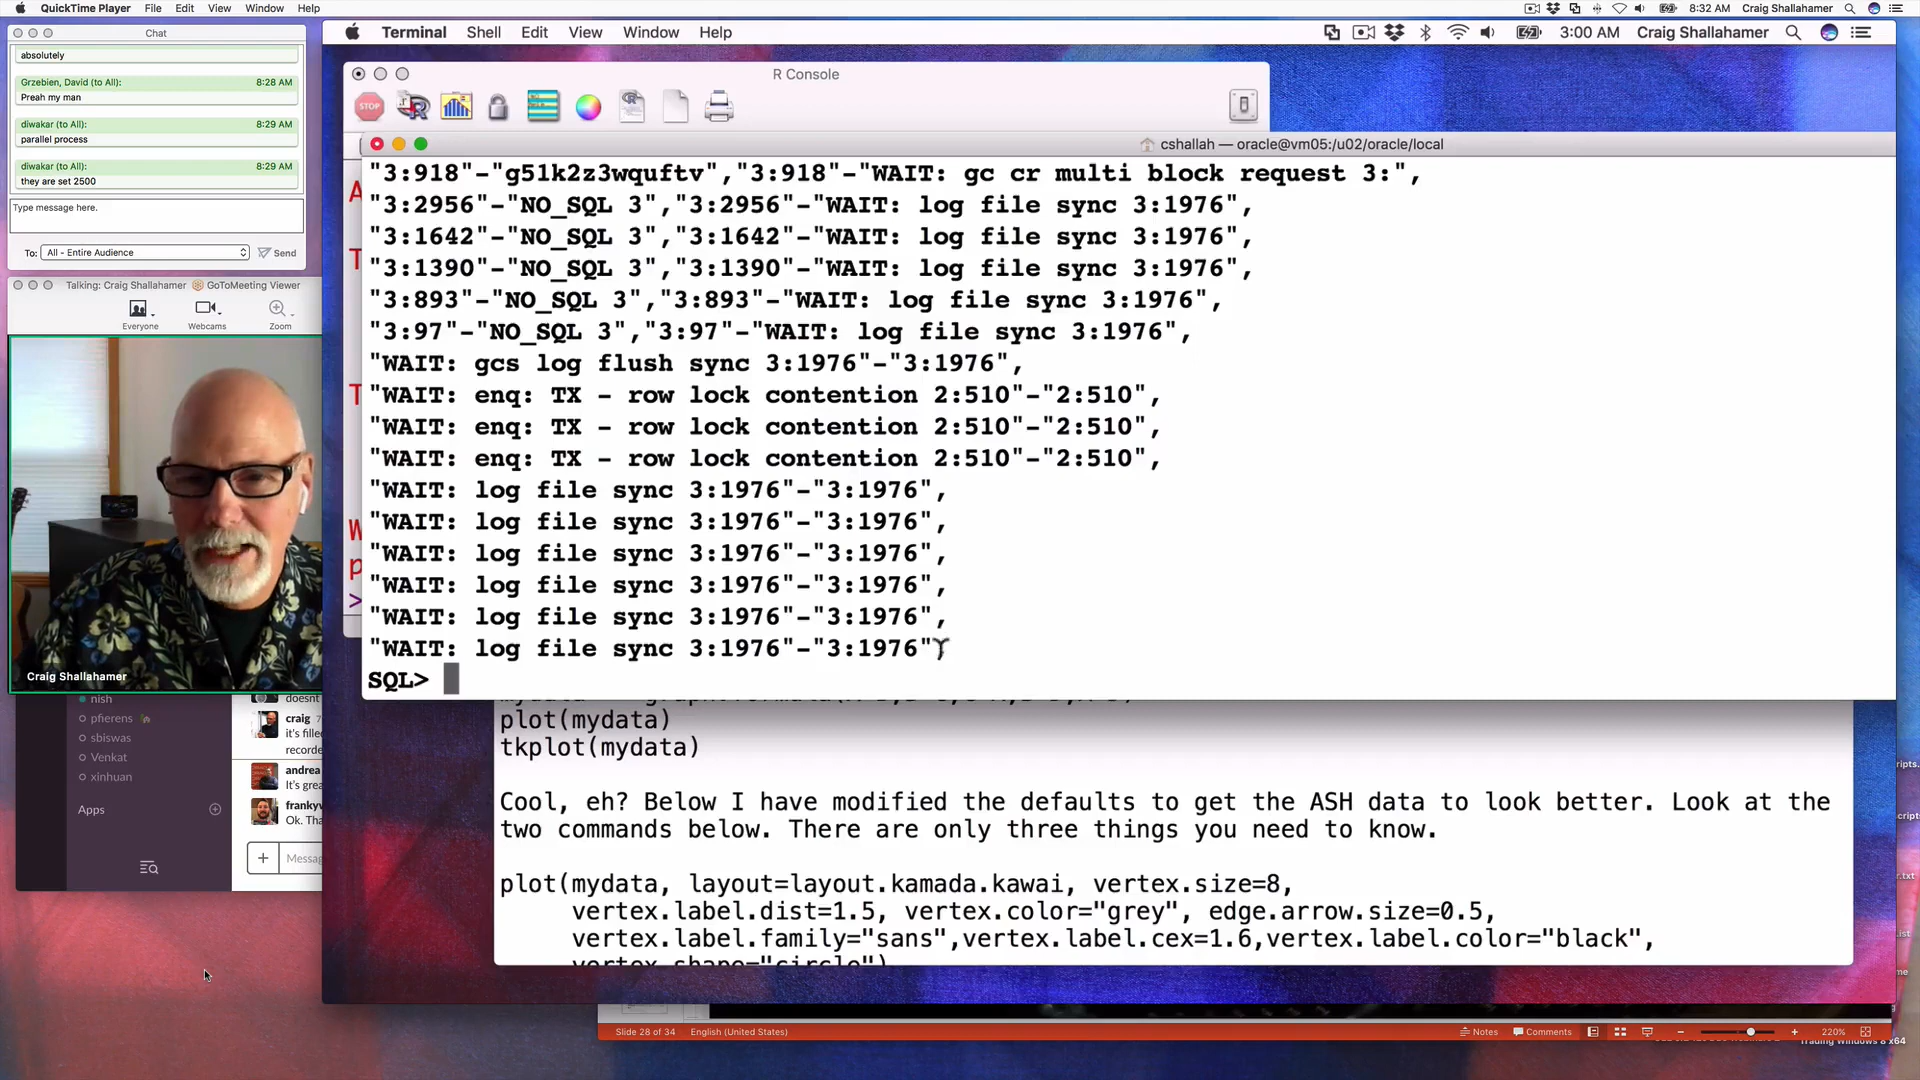 QuickTime Player File Edit View Window Help
8:32 AM Craig Shallahamer
Chat
absolutely
Grzebien, David (to All): 8:28 AM
Preah my man
diwakar (to All): 8:29 AM
parallel process
diwakar (to All): 8:29 AM
they are set 2500
Type message here.
To: All - Entire Audience Send
Talking: Craig Shallahamer GoToMeeting Viewer
Everyone Webcams Zoom
Craig Shallahamer
nish
pfierens
sbiswas
Venkat
xinhuan
Apps
doesnt
craig 7
it's fille
recorde
andrea
It's grea
franky
Ok. Tha
Messa
Terminal Shell Edit View Window Help
3:00 AM Craig Shallahamer
R Console
STOP
cshallah — oracle@vm05:/u02/oracle/local
"3:918"-"g51k2z3wquftv","3:918"-"WAIT: gc cr multi block request 3:",
"3:2956"-"NO_SQL 3","3:2956"-"WAIT: log file sync 3:1976",
"3:1642"-"NO_SQL 3","3:1642"-"WAIT: log file sync 3:1976",
"3:1390"-"NO_SQL 3","3:1390"-"WAIT: log file sync 3:1976",
"3:893"-"NO_SQL 3","3:893"-"WAIT: log file sync 3:1976",
"3:97"-"NO_SQL 3","3:97"-"WAIT: log file sync 3:1976",
"WAIT: gcs log flush sync 3:1976"-"3:1976",
"WAIT: enq: TX - row lock contention 2:510"-"2:510",
"WAIT: enq: TX - row lock contention 2:510"-"2:510",
"WAIT: enq: TX - row lock contention 2:510"-"2:510",
"WAIT: log file sync 3:1976"-"3:1976",
"WAIT: log file sync 3:1976"-"3:1976",
"WAIT: log file sync 3:1976"-"3:1976",
"WAIT: log file sync 3:1976"-"3:1976",
"WAIT: log file sync 3:1976"-"3:1976",
"WAIT: log file sync 3:1976"-"3:1976",
SQL>
plot(mydata)
tkplot(mydata)
Cool, eh? Below I have modified the defaults to get the ASH data to look better. Look at the
two commands below. There are only three things you need to know.
plot(mydata, layout=layout.kamada.kawai, vertex.size=8,
vertex.label.dist=1.5, vertex.color="grey", edge.arrow.size=0.5,
vertex.label.family="sans",vertex.label.cex=1.6,vertex.label.color="black",
vertex.shape="circle")
Slide 28 of 34 English (United States) Notes Comments 220%
Trading Windows 8 x64